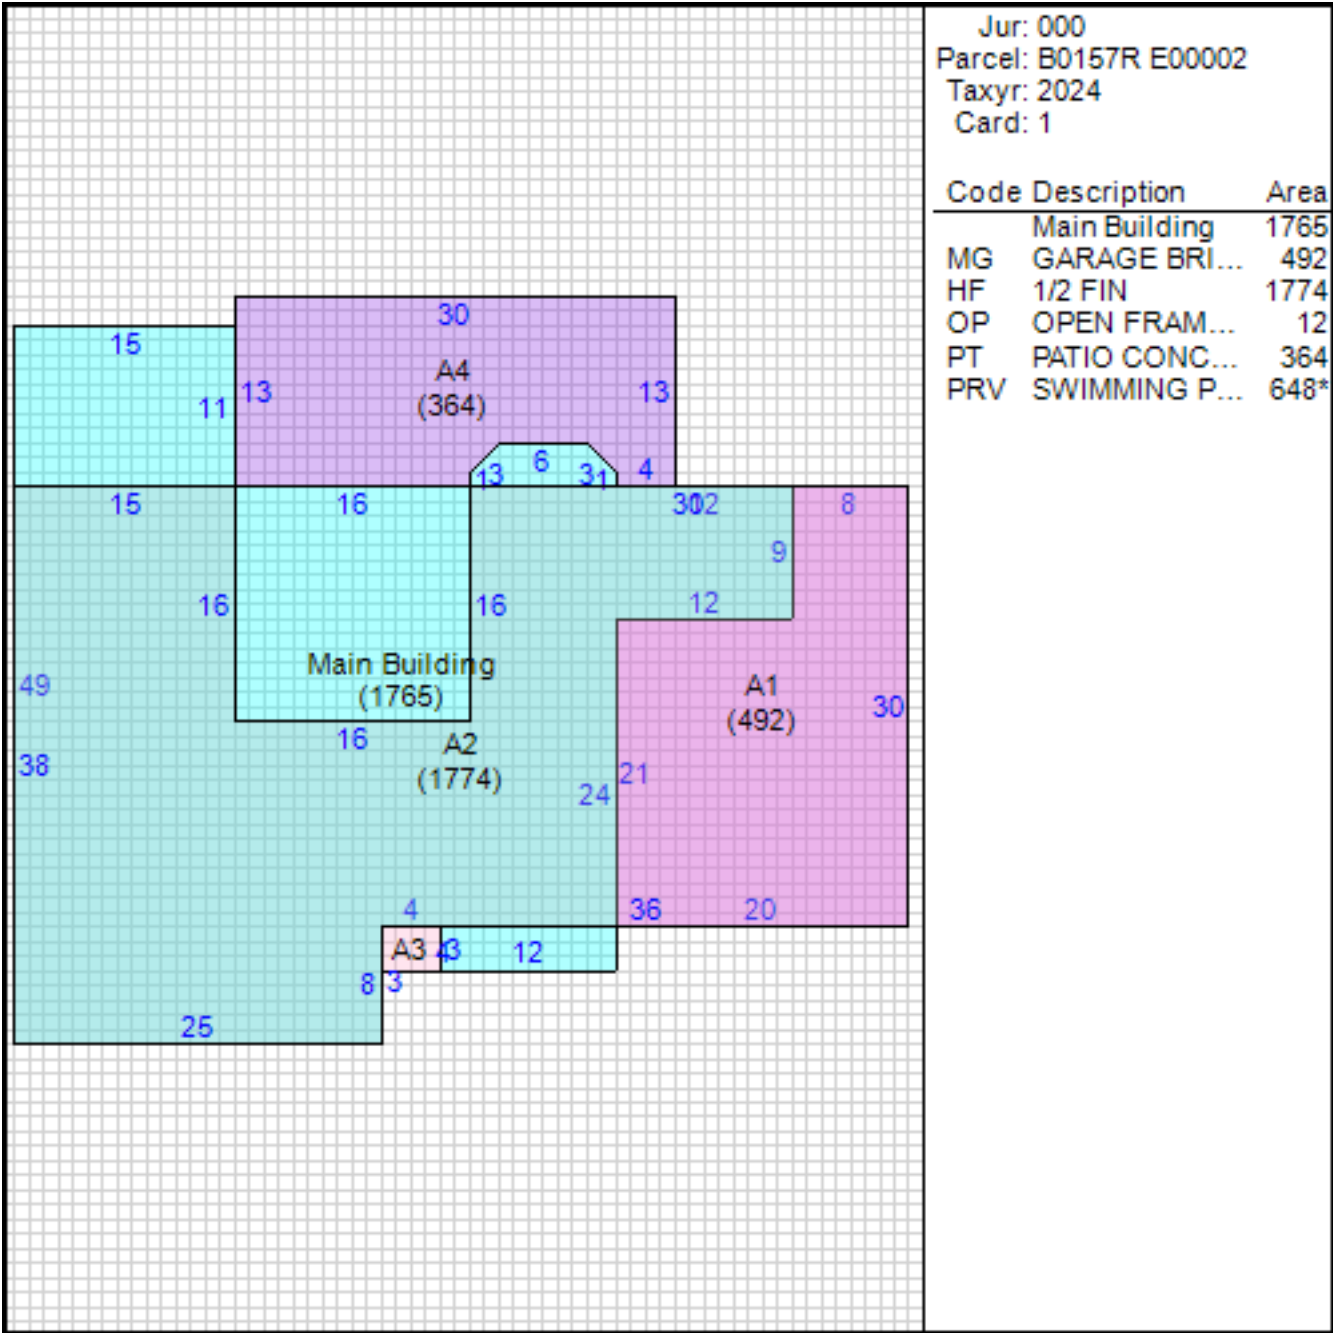 Jur: 000
Parcel: B0157R E00002
Taxyr: 2024
Card: 1
Code Description Area
Main Building 1765
MG GARAGE BRI... 492
HF 1/2 FIN 1774
OP OPEN FRAM... 12
PT PATIO CONC... 364
PRV SWIMMING P... 648*
30
15
A4
13
11
13
(364)
6
4
13
31
15
16
8
9
16
16
12
Main Building
(1765)
49
A1
(492)
30
16
A2
(1774)
38
24
21
4
36
20
A3
3
12
8
3
25